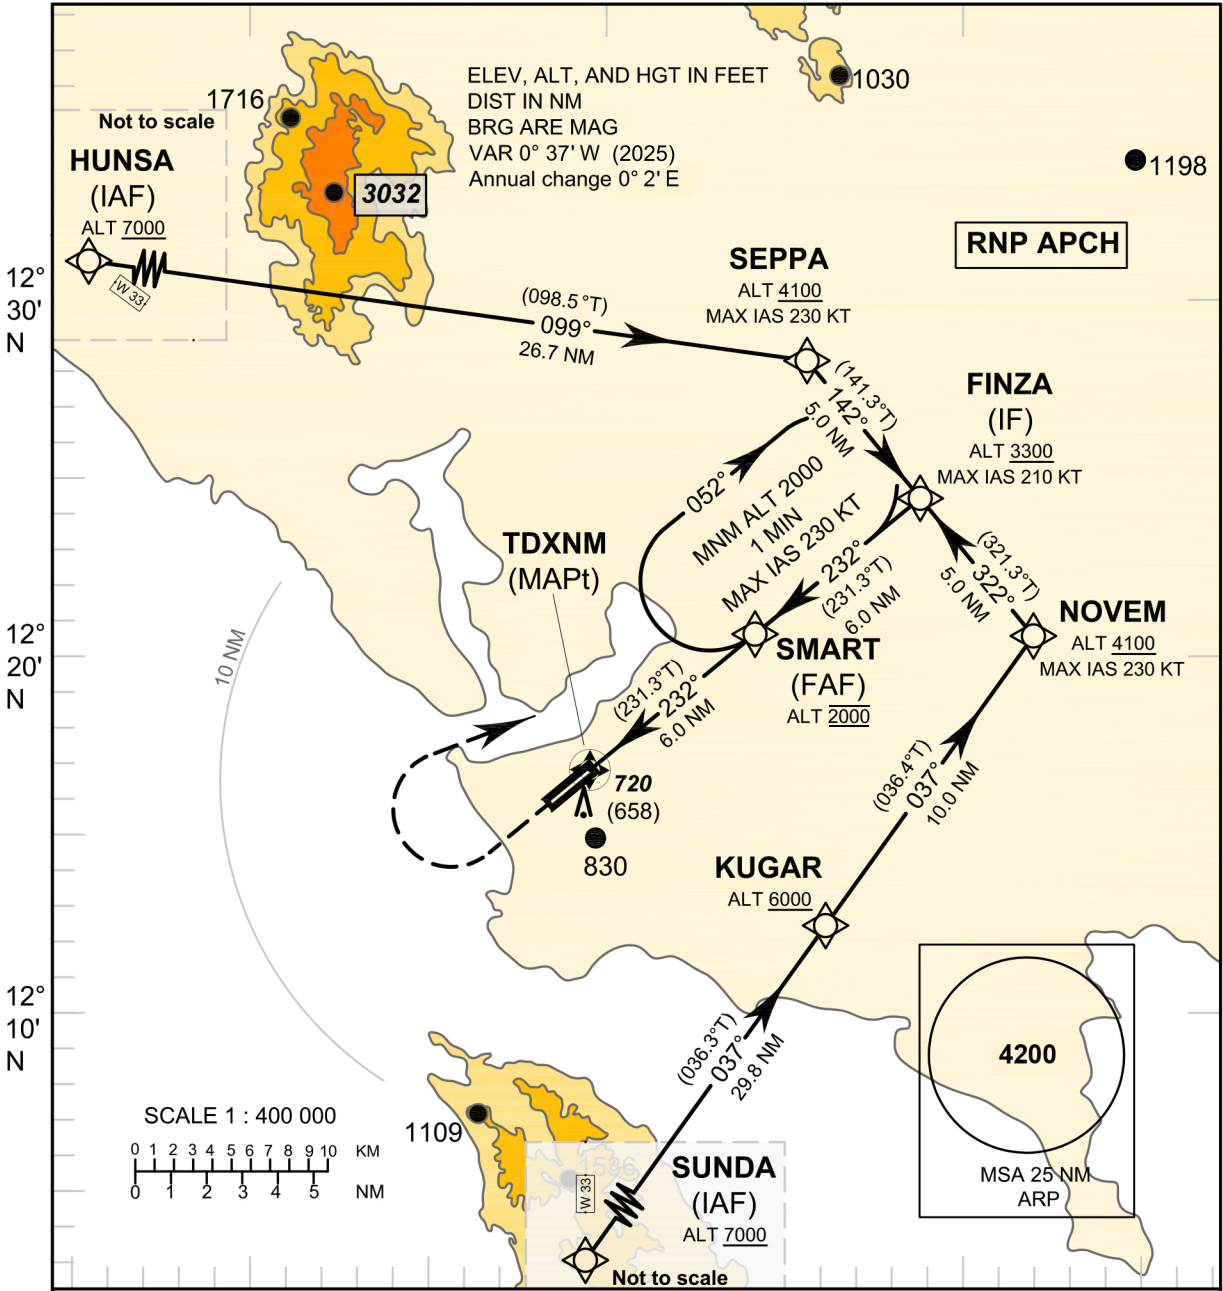 ELEV, ALT, AND HGT IN FEET
DIST IN NM
BRG ARE MAG
VAR 0° 37' W (2025)
Annual change 0° 2' E
1030
1716
Not to scale
HUNSA
(IAF)
ALT 7000
W 33
3032
1198
RNP APCH
12°
30'
N
(098.5°T)
099°
26.7 NM
SEPPA
ALT 4100
MAX IAS 230 KT
(141.3°T)
142°
5.0 NM
FINZA
(IF)
ALT 3300
MAX IAS 210 KT
052°
MNM ALT 2000
1 MIN
MAX IAS 230 KT
232°
(231.3°T)
6.0 NM
(321.3°T)
322°
5.0 NM
TDXNM
(MAPt)
NOVEM
ALT 4100
MAX IAS 230 KT
SMART
(FAF)
ALT 2000
12°
20'
N
10 NM
(231.3°T)
232°
6.0 NM
720
(658)
830
(036.4°T)
037°
10.0 NM
KUGAR
ALT 6000
12°
10'
N
(036.3°T)
037°
29.8 NM
4200
MSA 25 NM
ARP
SCALE 1 : 400 000
0 1 2 3 4 5 6 7 8 9 10 KM
0 1 2 3 4 5 NM
1109
1586
W 33
SUNDA
(IAF)
ALT 7000
Not to scale